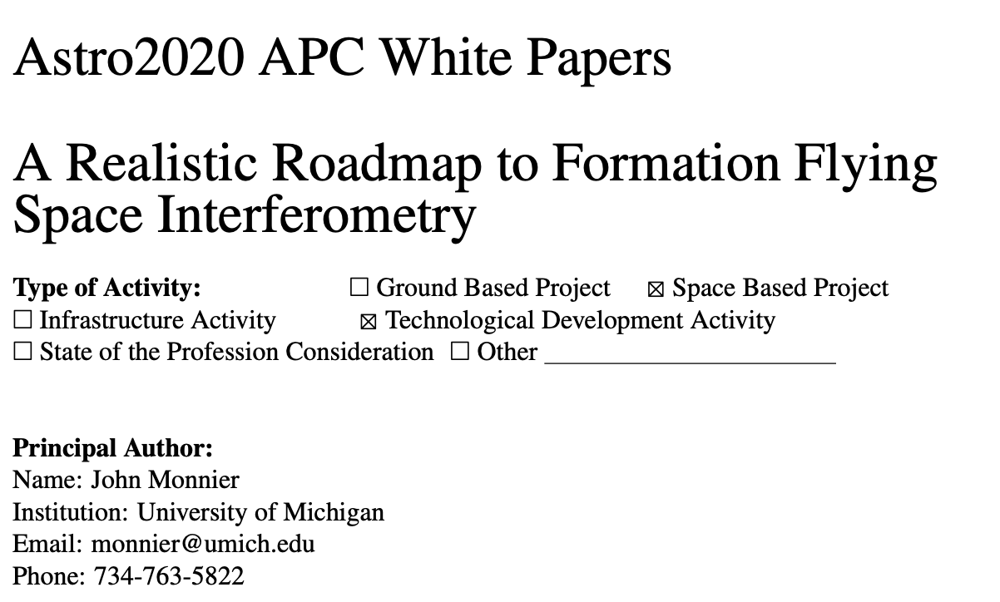 Astro2020 APC White Papers
A Realistic Roadmap to Formation Flying
Space Interferometry
Type of Activity: ☐ Ground Based Project ☒ Space Based Project
☐ Infrastructure Activity ☒ Technological Development Activity
☐ State of the Profession Consideration ☐ Other ____________________
Principal Author:
Name: John Monnier
Institution: University of Michigan
Email: monnier@umich.edu
Phone: 734-763-5822